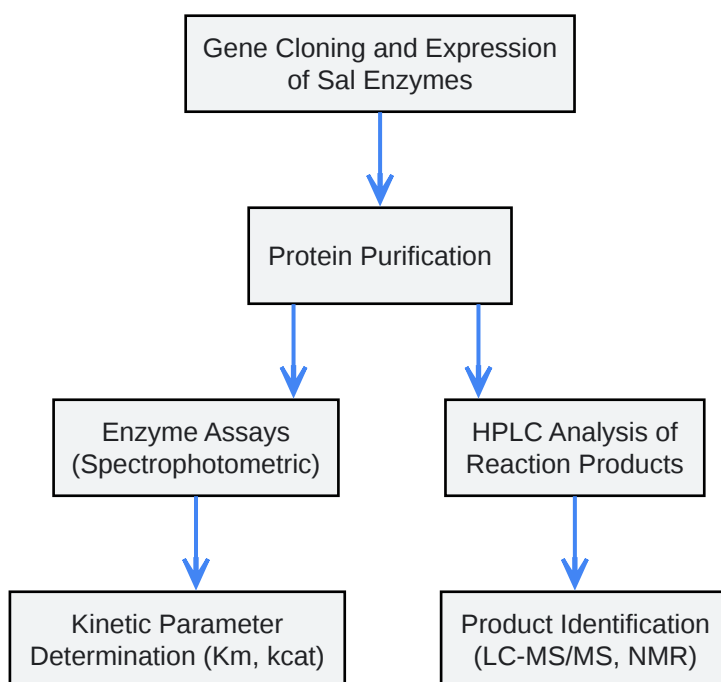 Gene Cloning and Expression
of Sal Enzymes
Protein Purification
Enzyme Assays
(Spectrophotometric)
HPLC Analysis of
Reaction Products
Kinetic Parameter
Determination (Km, kcat)
Product Identification
(LC-MS/MS, NMR)